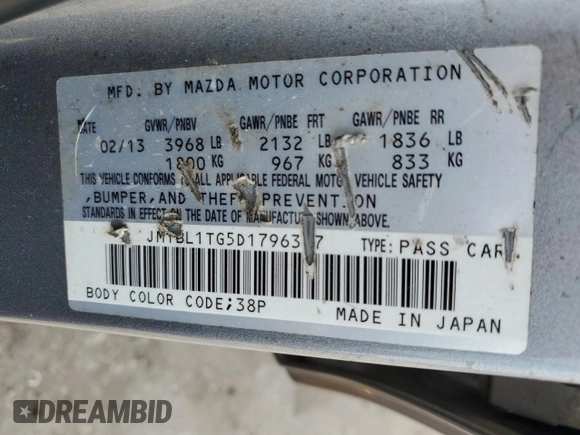 MFD. BY MAZDA MOTOR CORPORATION
DATE GVWR/PNBV GAWR/PNBE FRT GAWR/PNBE RR
02/13 3968 LB 2132 LB 1836 LB
1800 KG 967 KG 833 KG
THIS VEHICLE CONFORMS TO ALL APPLICABLE FEDERAL MOTOR VEHICLE SAFETY
,BUMPER,AND THEFT PREVENTION
STANDARDS IN EFFECT ON THE DATE OF MANUFACTURE SHOWN ABOVE.
TYPE:PASS CAR
BODY COLOR CODE;38P
MADE IN JAPAN
DREAMBID